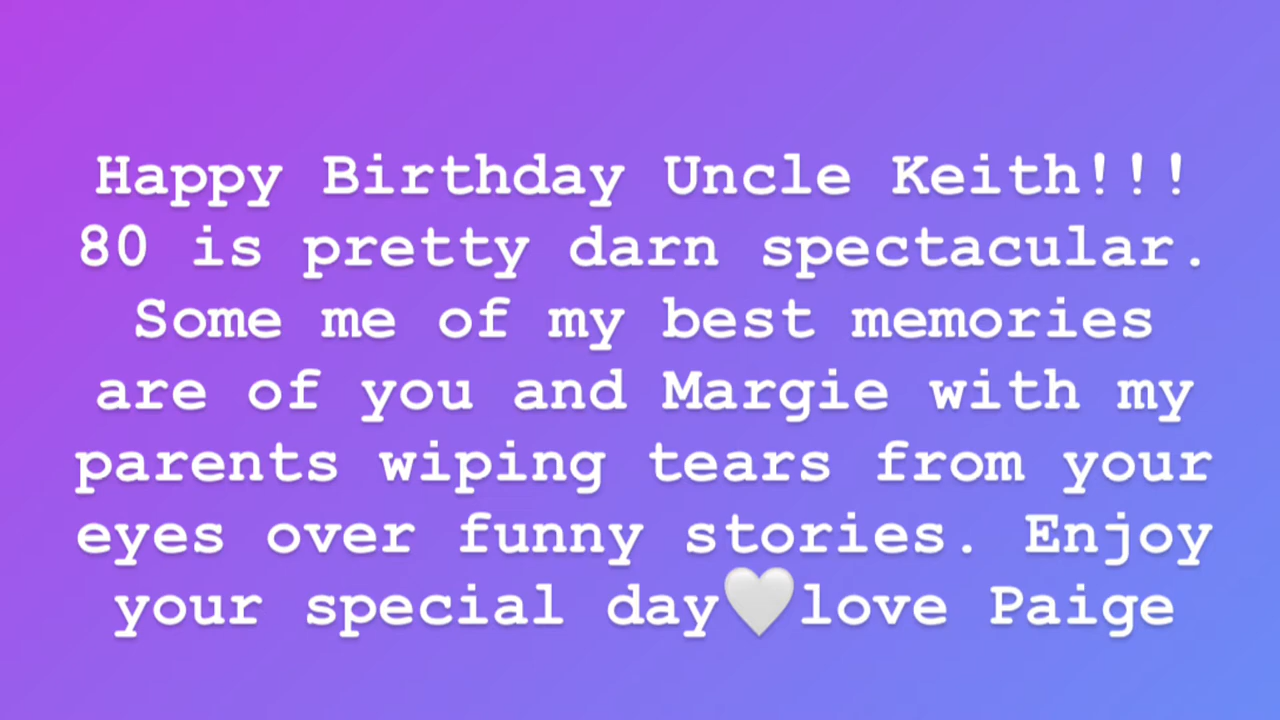 Happy Birthday Uncle Keith!!!
80 is pretty darn spectacular.
Some me of my best memories
are of you and Margie with my
parents wiping tears from your
eyes over funny stories. Enjoy
your special day🤍love Paige